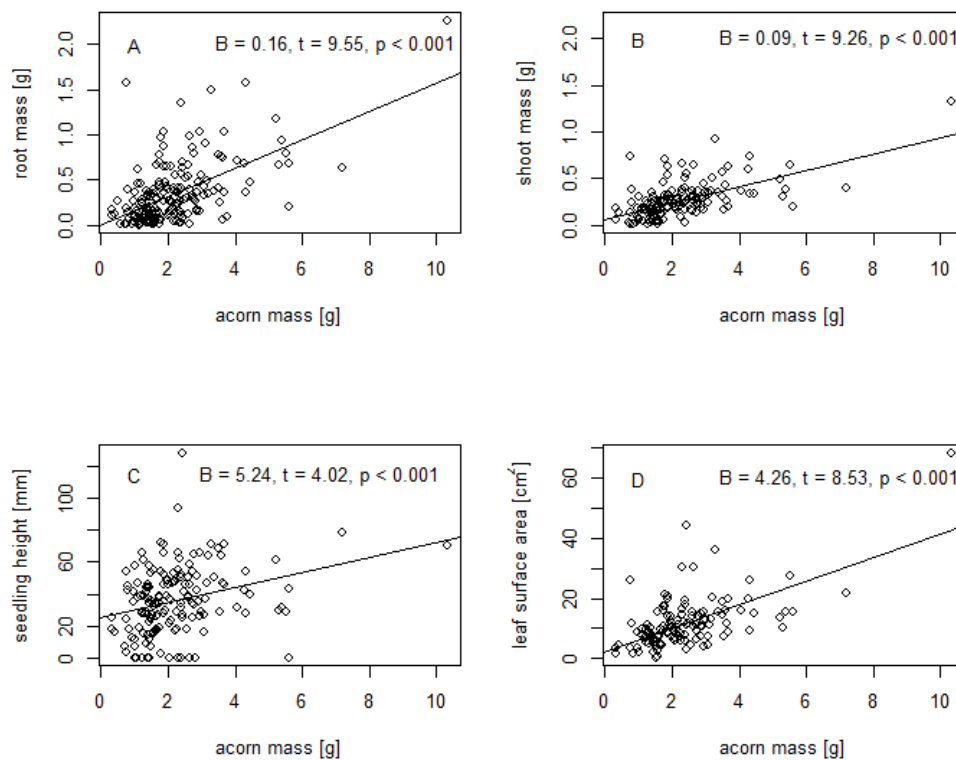 A
B = 0.16, t = 9.55, p < 0.001
root mass [g]
0.0 0.5 1.0 1.5 2.0
0 2 4 6 8 10
acorn mass [g]
B
B = 0.09, t = 9.26, p < 0.001
shoot mass [g]
0.0 0.5 1.0 1.5 2.0
0 2 4 6 8 10
acorn mass [g]
C
B = 5.24, t = 4.02, p < 0.001
seedling height [mm]
0 20 60 100
0 2 4 6 8 10
acorn mass [g]
D
B = 4.26, t = 8.53, p < 0.001
leaf surface area [cm²]
0 20 40 60
0 2 4 6 8 10
acorn mass [g]